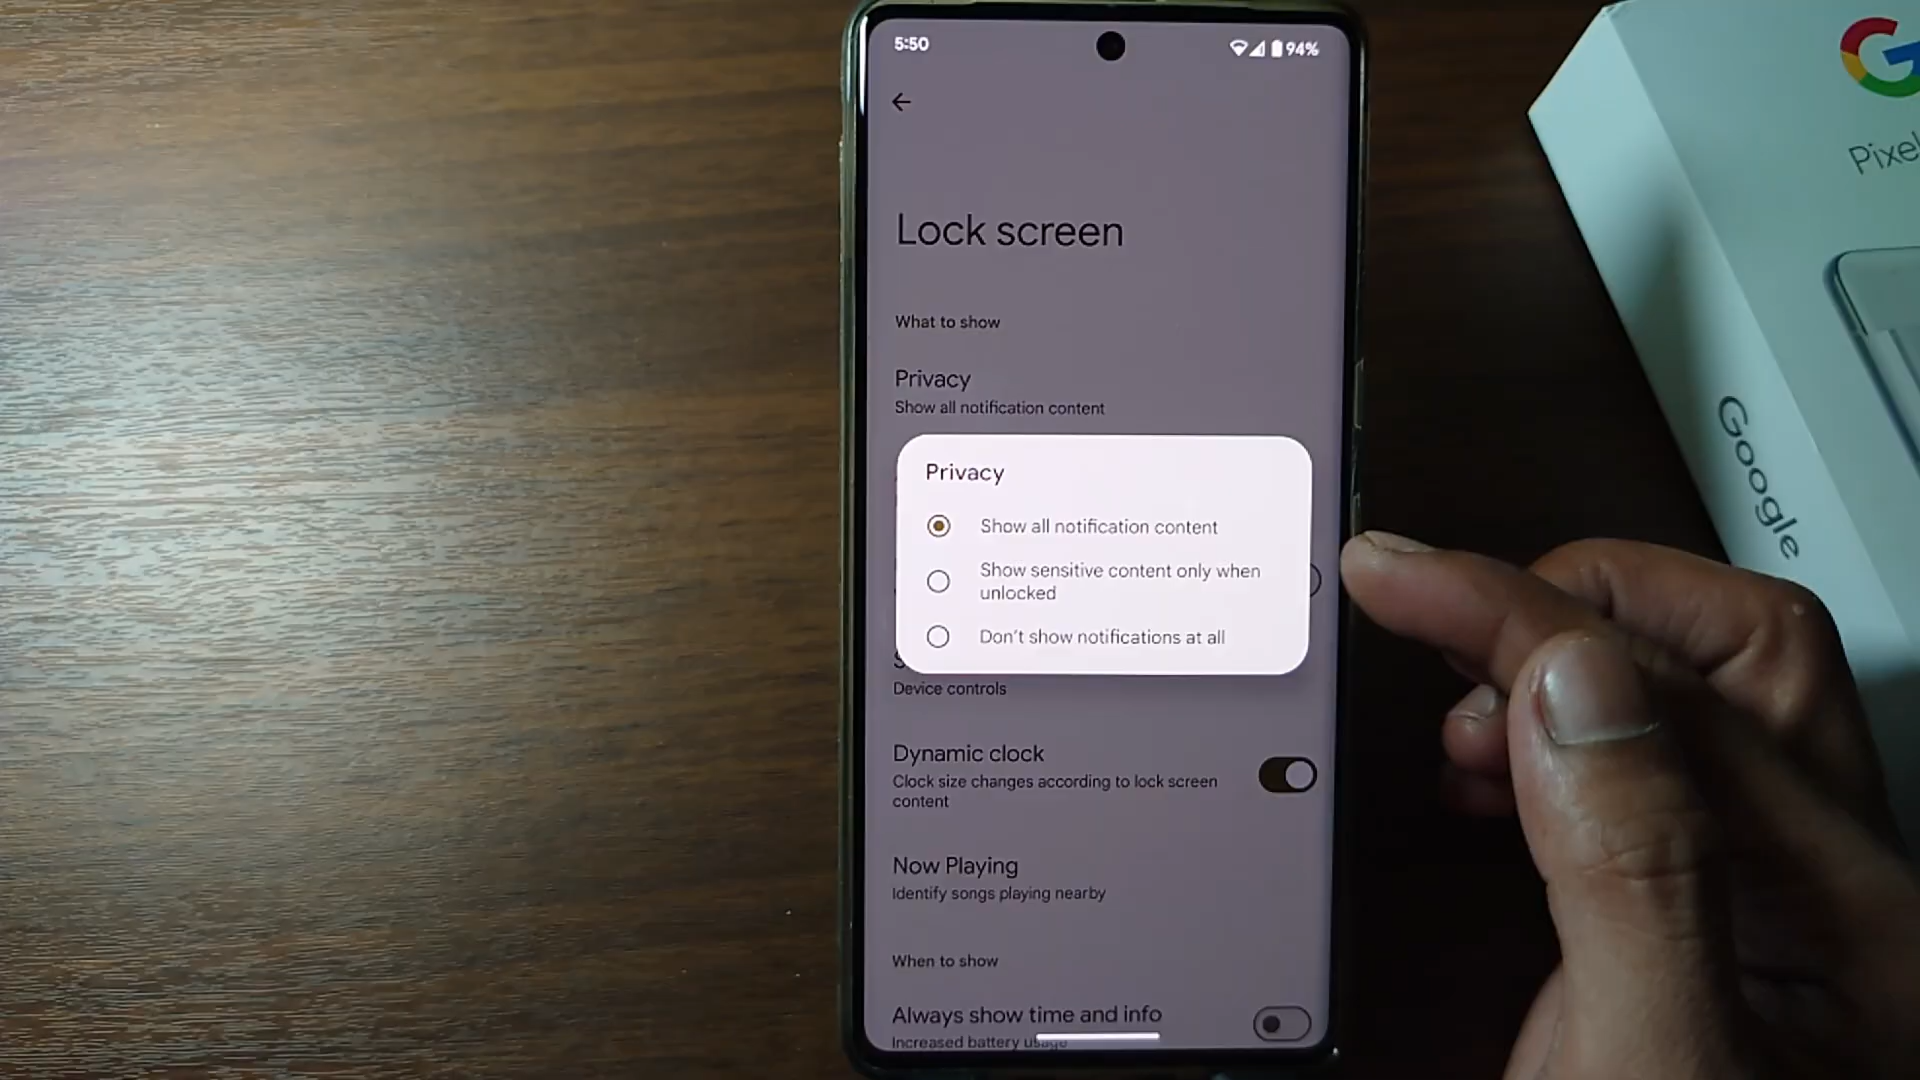 5:50
94%
Lock screen
What to show
Privacy
Show all notification content
Privacy
Show all notification content
Show sensitive content only when
unlocked
Don't show notifications at all
Device controls
Dynamic clock
Clock size changes according to lock screen
content
Now Playing
Identify songs playing nearby
When to show
Always show time and info
Increased battery usage
G
Pixel
Google